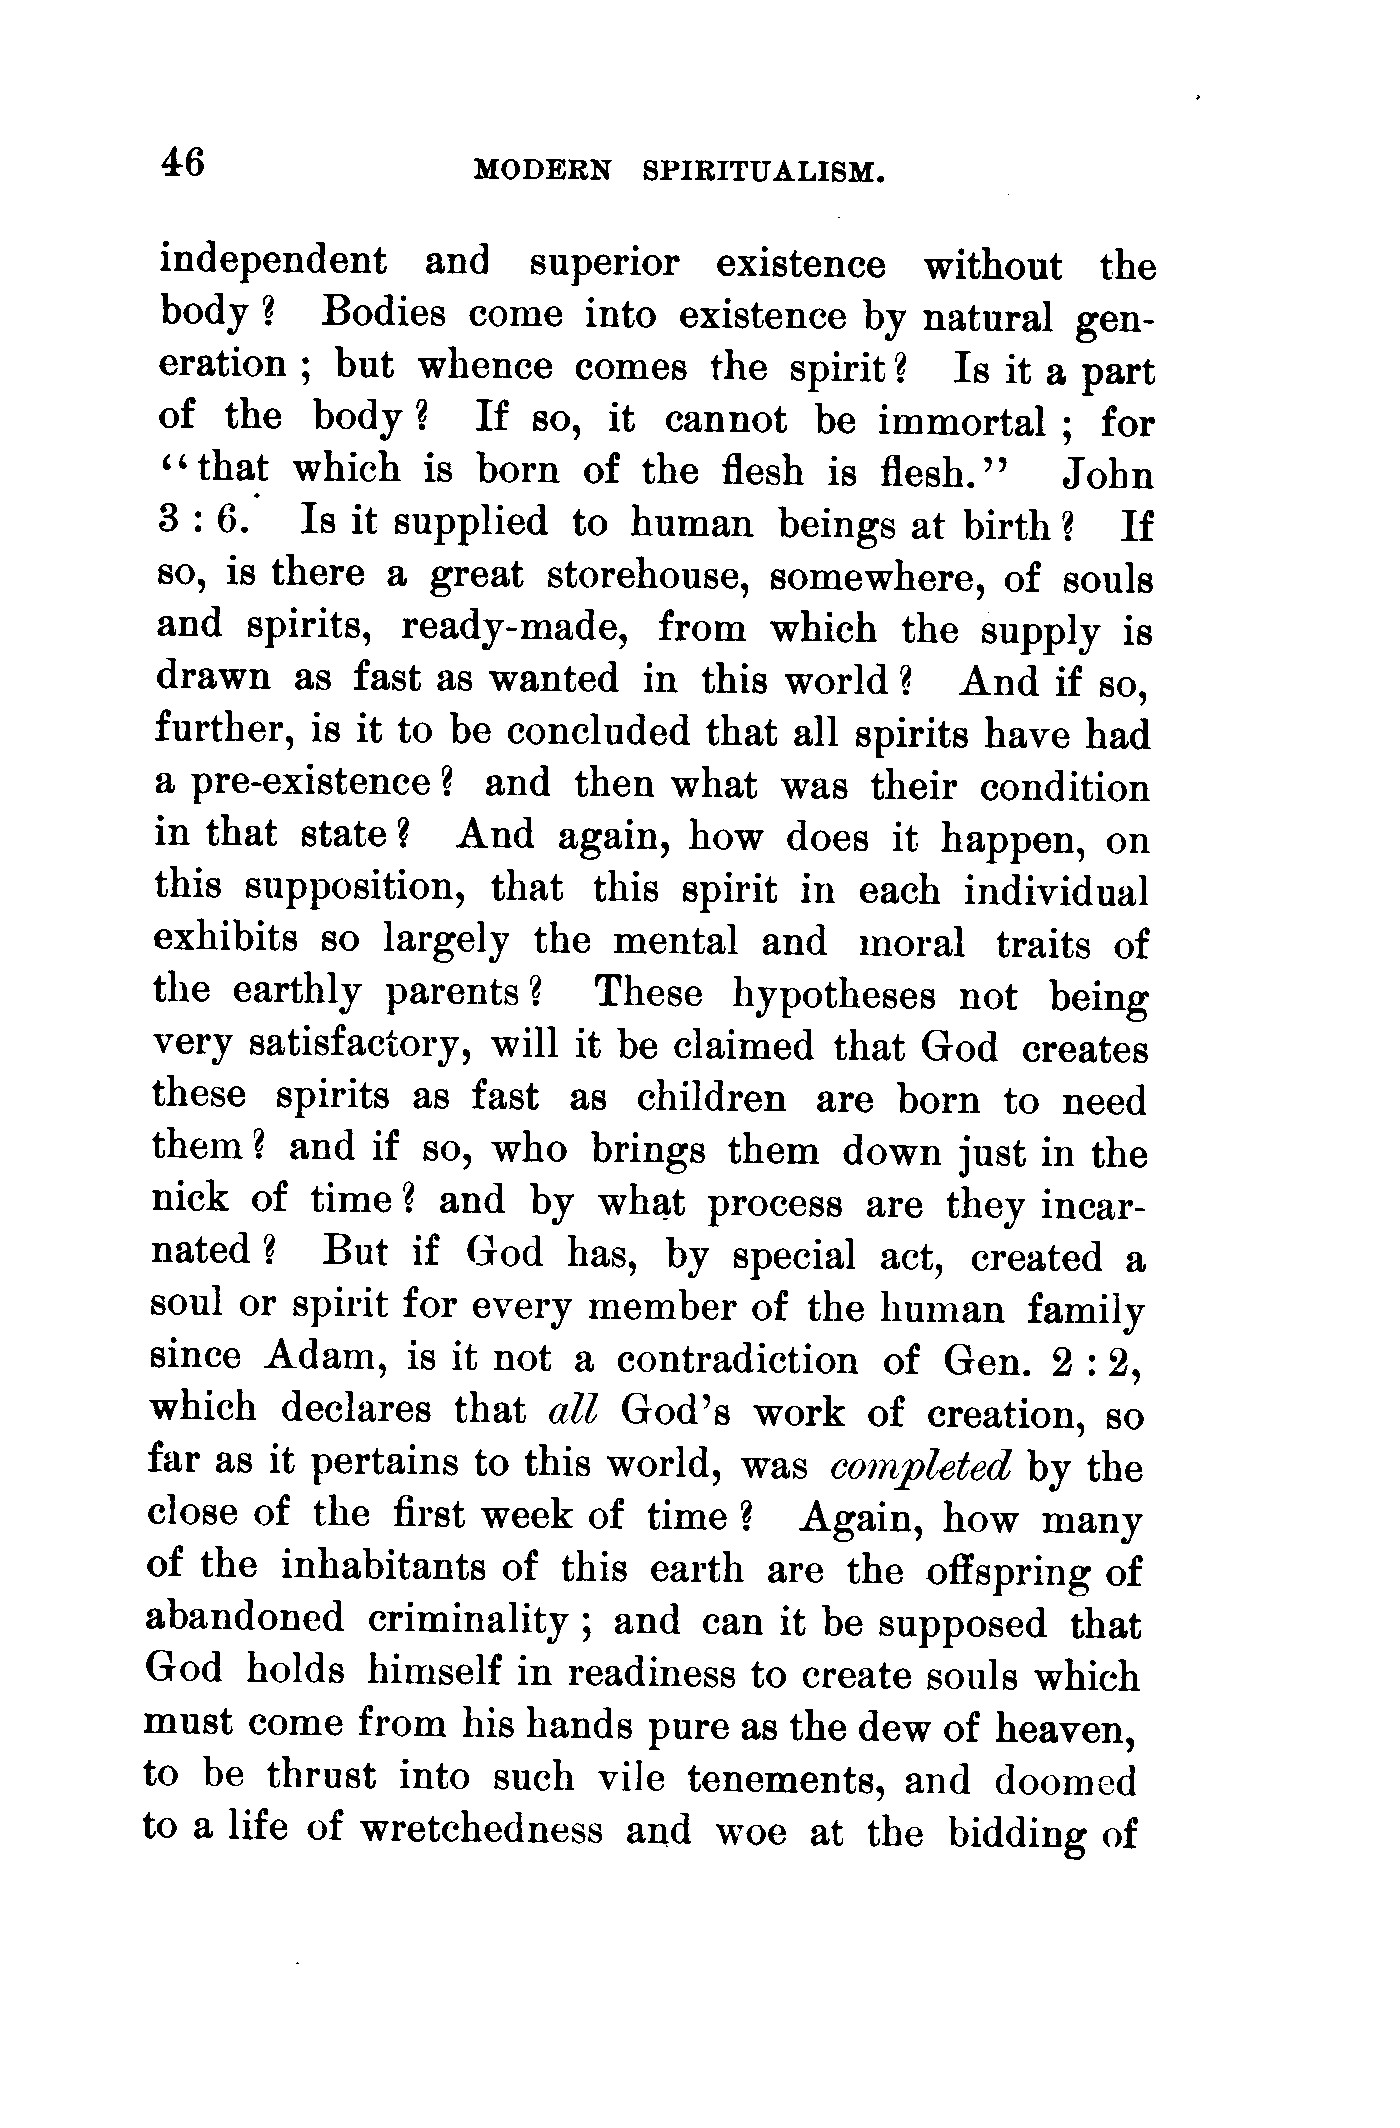 46 MODERN SPIRITUALISM.
independent and superior existence without the
body ? Bodies come into existence by natural gen-
eration ; but whence comes the spirit ? Is it a part
of the body ? If so, it cannot be immortal ; for
“that which is born of the flesh is flesh.” John
3 : 6. Is it supplied to human beings at birth ? If
so, is there a great storehouse, somewhere, of souls
and spirits, ready-made, from which the supply is
drawn as fast as wanted in this world ? And if so,
further, is it to be concluded that all spirits have had
a pre-existence ? and then what was their condition
in that state ? And again, how does it happen, on
this supposition, that this spirit in each individual
exhibits so largely the mental and moral traits of
the earthly parents ? These hypotheses not being
very satisfactory, will it be claimed that God creates
these spirits as fast as children are born to need
them ? and if so, who brings them down just in the
nick of time ? and by what process are they incar-
nated ? But if God has, by special act, created a
soul or spirit for every member of the human family
since Adam, is it not a contradiction of Gen. 2 : 2,
which declares that all God’s work of creation, so
far as it pertains to this world, was completed by the
close of the first week of time ? Again, how many
of the inhabitants of this earth are the offspring of
abandoned criminality ; and can it be supposed that
God holds himself in readiness to create souls which
must come from his hands pure as the dew of heaven,
to be thrust into such vile tenements, and doomed
to a life of wretchedness and woe at the bidding of